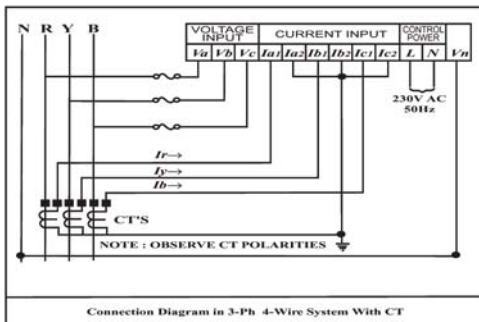 N R Y B
VOLTAGE INPUT CURRENT INPUT CONTROL POWER
Va Vb Vc Ia1 Ia2 Ib1 Ib2 Ic1 Ic2 L N Vn
230V AC
50Hz
Ir→
Iy→
Ib→
CT'S
NOTE : OBSERVE CT POLARITIES
Connection Diagram in 3-Ph 4-Wire System With CT